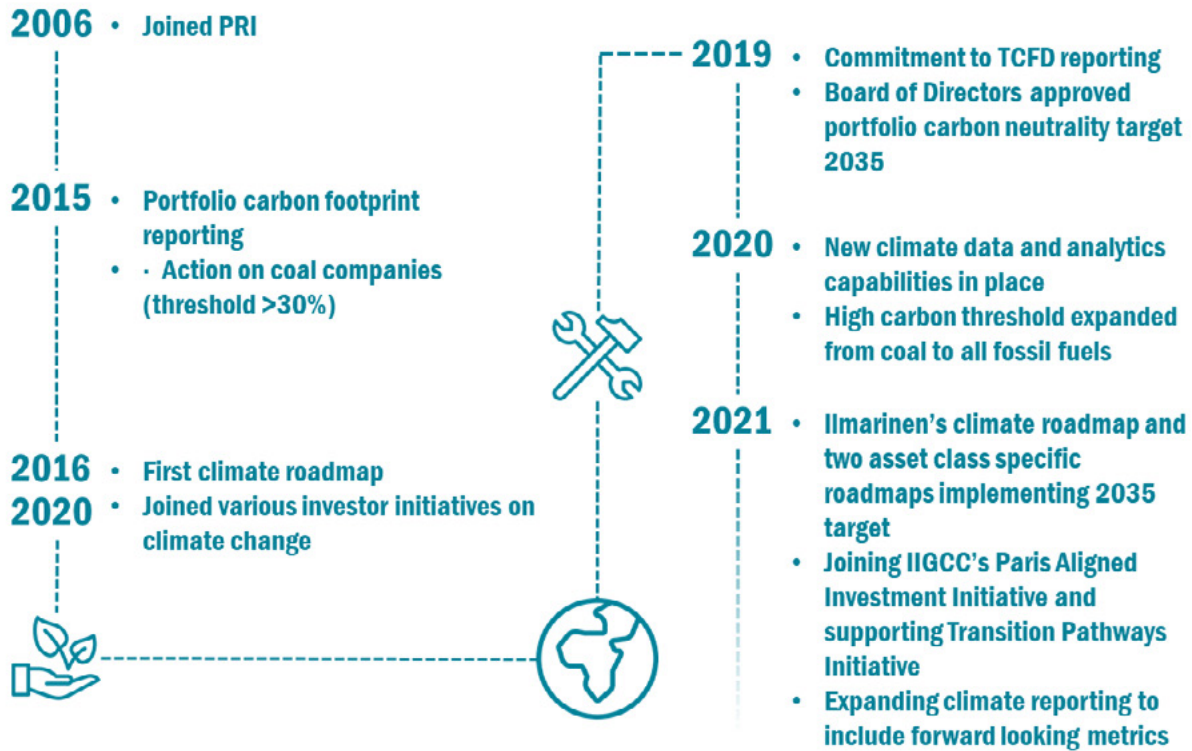 2006 • Joined PRI
2015 • Portfolio carbon footprint
reporting
• · Action on coal companies
(threshold >30%)
2016 • First climate roadmap
2020 • Joined various investor initiatives on
climate change
2019 • Commitment to TCFD reporting
• Board of Directors approved
portfolio carbon neutrality target
2035
2020 • New climate data and analytics
capabilities in place
• High carbon threshold expanded
from coal to all fossil fuels
2021 • Ilmarinen’s climate roadmap and
two asset class specific
roadmaps implementing 2035
target
• Joining IIGCC’s Paris Aligned
Investment Initiative and
supporting Transition Pathways
Initiative
• Expanding climate reporting to
include forward looking metrics